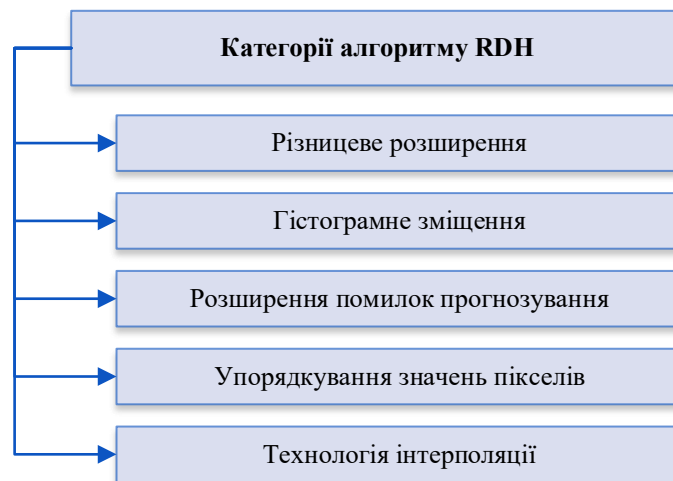 Категорії алгоритму RDH
Різницеве розширення
Гістограмне зміщення
Розширення помилок прогнозування
Упорядкування значень пікселів
Технологія інтерполяції